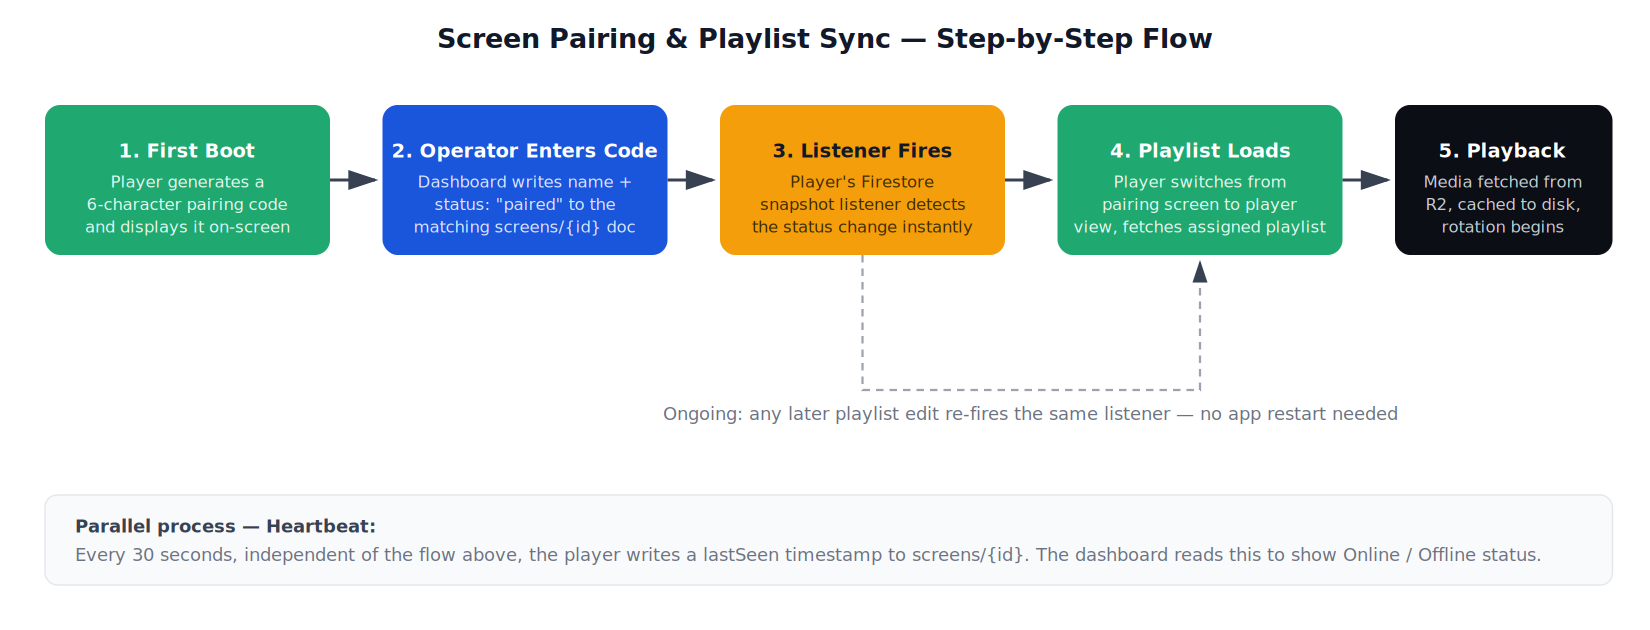 Screen Pairing & Playlist Sync — Step-by-Step Flow
1. First Boot
Player generates a
6-character pairing code
and displays it on-screen
2. Operator Enters Code
Dashboard writes name +
status: "paired" to the
matching screens/{id} doc
3. Listener Fires
Player's Firestore
snapshot listener detects
the status change instantly
4. Playlist Loads
Player switches from
pairing screen to player
view, fetches assigned playlist
5. Playback
Media fetched from
R2, cached to disk,
rotation begins
Ongoing: any later playlist edit re-fires the same listener — no app restart needed
Parallel process — Heartbeat:
Every 30 seconds, independent of the flow above, the player writes a lastSeen timestamp to screens/{id}. The dashboard reads this to show Online / Offline status.